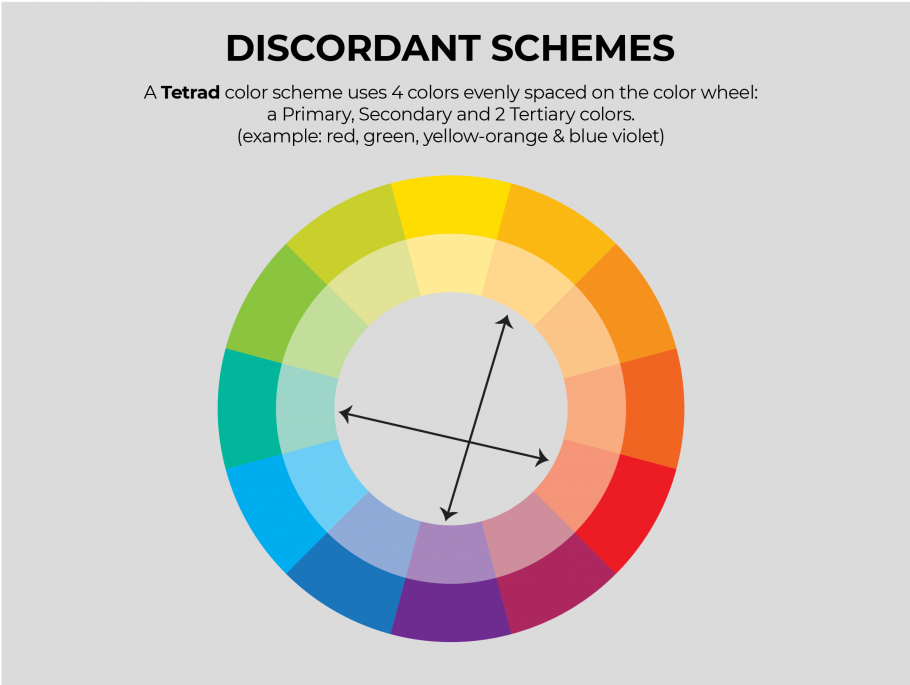 DISCORDANT SCHEMES
A Tetrad color scheme uses 4 colors evenly spaced on the color wheel:
a Primary, Secondary and 2 Tertiary colors.
(example: red, green, yellow-orange & blue violet)